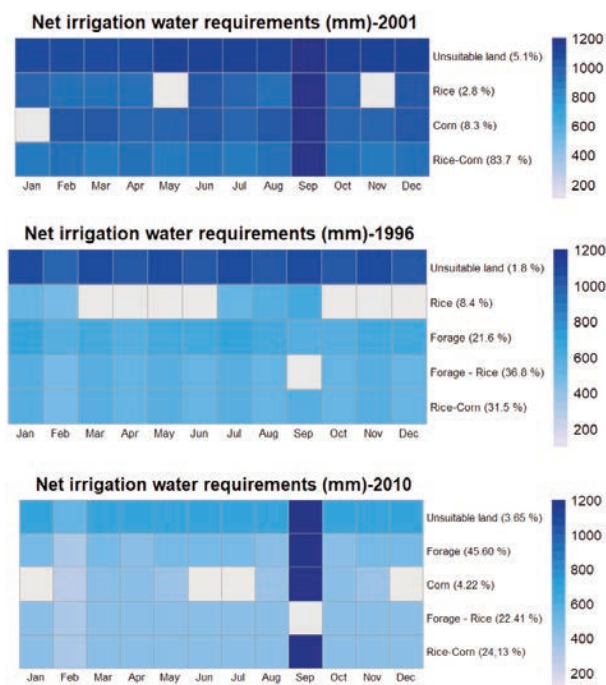 Net irrigation water requirements (mm)-2001
Unsuitable land (5.1%)
Rice (2.8 %)
Corn (8.3 %)
Rice-Corn (83.7 %)
Jan Feb Mar Apr May Jun Jul Aug Sep Oct Nov Dec
1200
1000
800
600
400
200
Net irrigation water requirements (mm)-1996
Unsuitable land (1.8 %)
Rice (8.4 %)
Forage (21.6 %)
Forage - Rice (36.8 %)
Rice-Corn (31.5 %)
Jan Feb Mar Apr May Jun Jul Aug Sep Oct Nov Dec
1200
1000
800
600
400
200
Net irrigation water requirements (mm)-2010
Unsuitable land (3.65 %)
Forage (45.60 %)
Corn (4.22 %)
Forage - Rice (22.41 %)
Rice-Corn (24,13 %)
Jan Feb Mar Apr May Jun Jul Aug Sep Oct Nov Dec
1200
1000
800
600
400
200